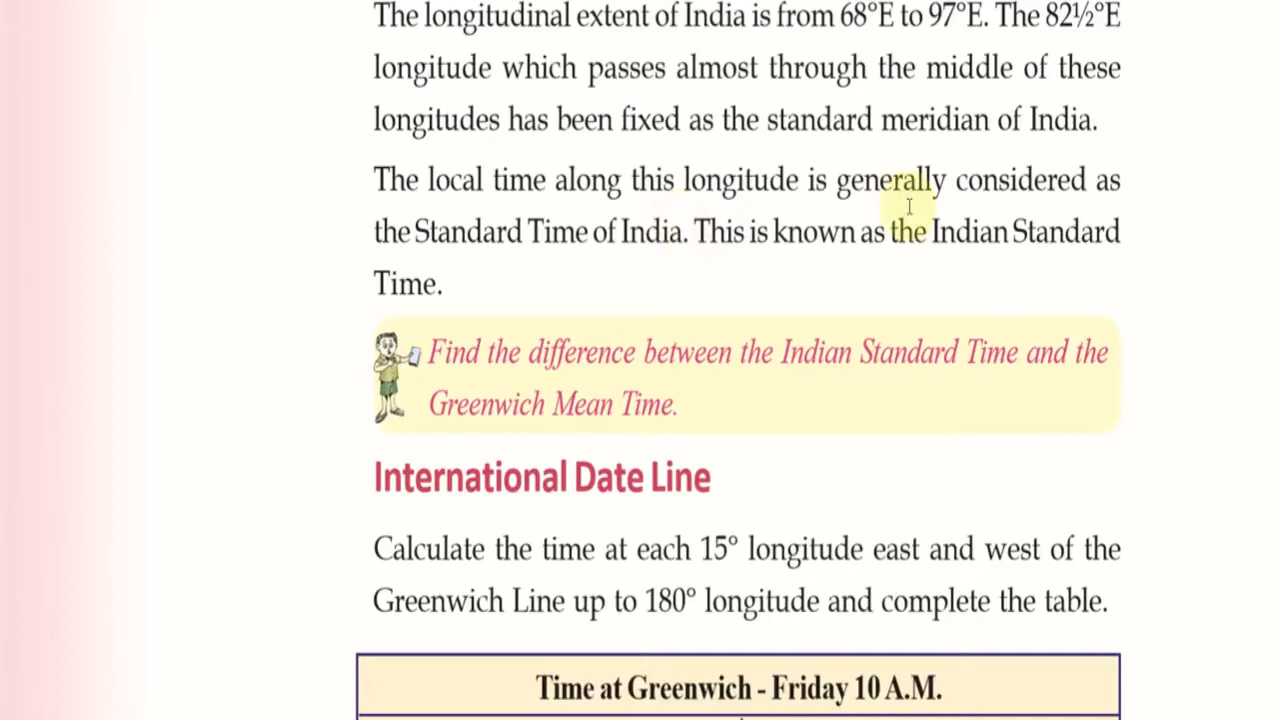 The longitudinal extent of India is from 68°E to 97°E. The 82½°E
longitude which passes almost through the middle of these
longitudes has been fixed as the standard meridian of India.
The local time along this longitude is generally considered as
the Standard Time of India. This is known as the Indian Standard
Time.
Find the difference between the Indian Standard Time and the
Greenwich Mean Time.
International Date Line
Calculate the time at each 15° longitude east and west of the
Greenwich Line up to 180° longitude and complete the table.
Time at Greenwich - Friday 10 A.M.